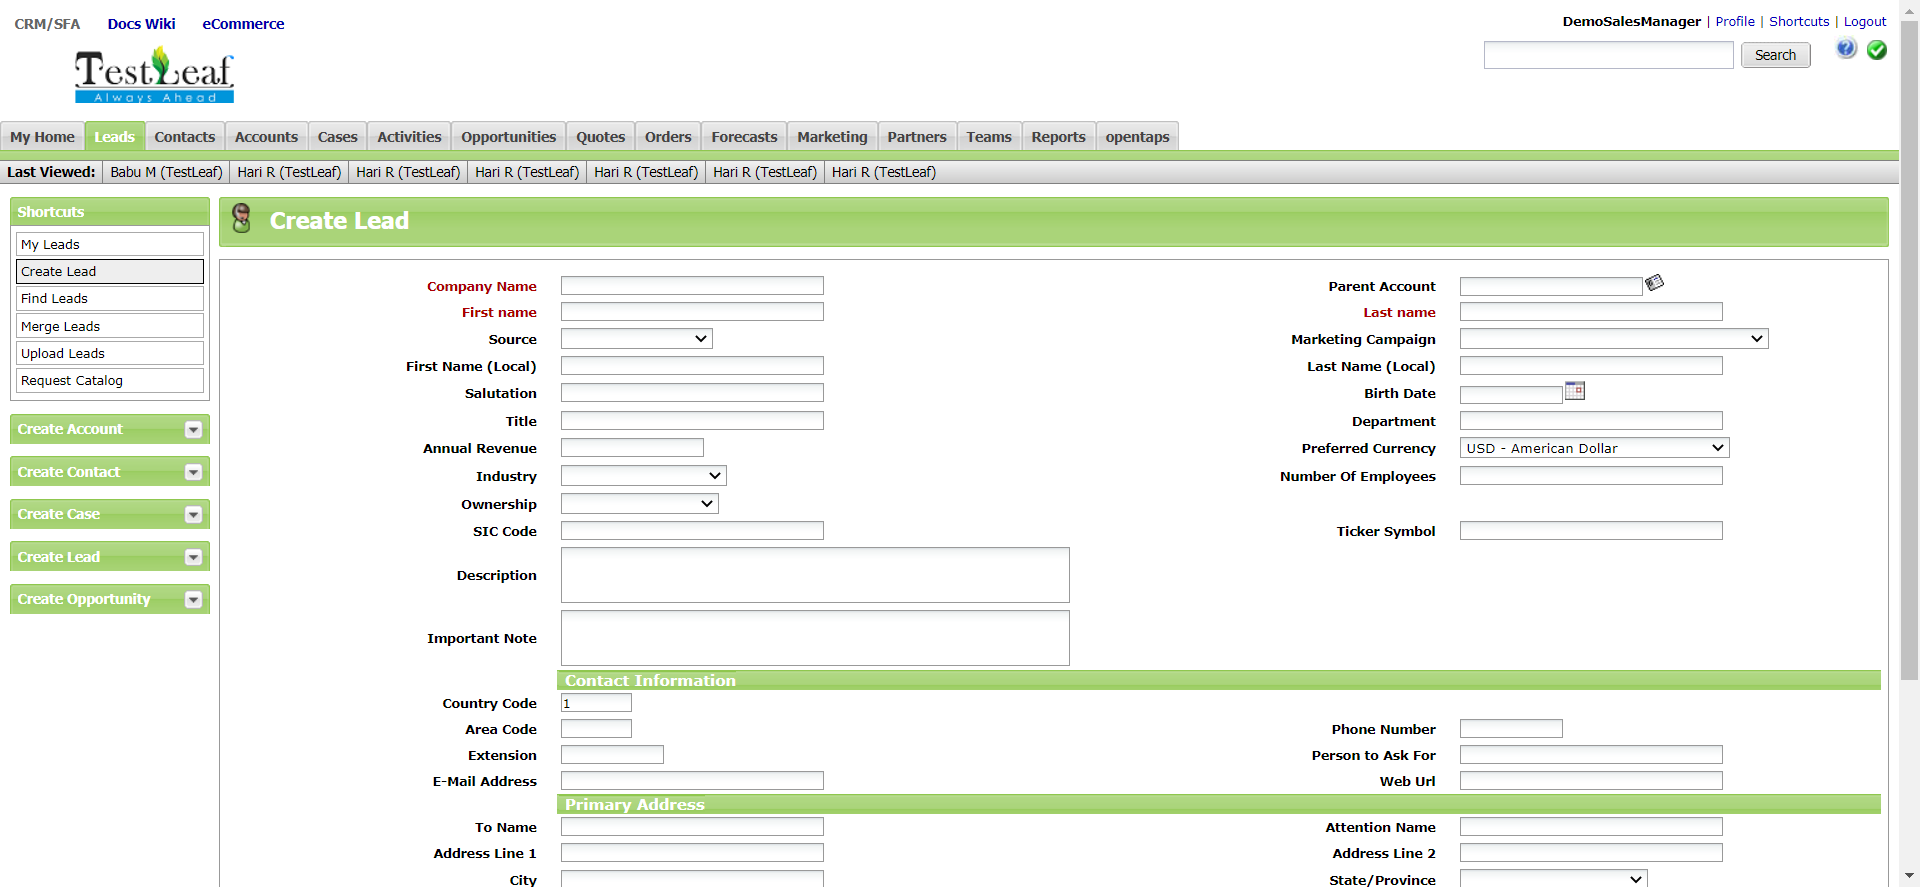 CRM/SFA Docs Wiki eCommerce
DemoSalesManager | Profile | Shortcuts | Logout
TestLeaf
Always Ahead
Search
My Home Leads Contacts Accounts Cases Activities Opportunities Quotes Orders Forecasts Marketing Partners Teams Reports opentaps
Last Viewed: Babu M (TestLeaf) Hari R (TestLeaf) Hari R (TestLeaf) Hari R (TestLeaf) Hari R (TestLeaf) Hari R (TestLeaf) Hari R (TestLeaf)
Shortcuts
My Leads
Create Lead
Find Leads
Merge Leads
Upload Leads
Request Catalog
Create Account
Create Contact
Create Case
Create Lead
Create Opportunity
Create Lead
Company Name Parent Account
First name Last name
Source Marketing Campaign
First Name (Local) Last Name (Local)
Salutation Birth Date
Title Department
Annual Revenue Preferred Currency USD - American Dollar
Industry Number Of Employees
Ownership
SIC Code Ticker Symbol
Description
Important Note
Contact Information
Country Code 1
Area Code Phone Number
Extension Person to Ask For
E-Mail Address Web Url
Primary Address
To Name Attention Name
Address Line 1 Address Line 2
City State/Province